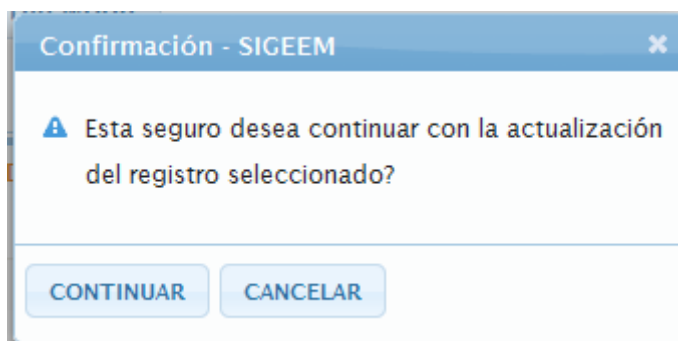 Confirmación - SIGEEM
Esta seguro desea continuar con la actualización
del registro seleccionado?
CONTINUAR
CANCELAR